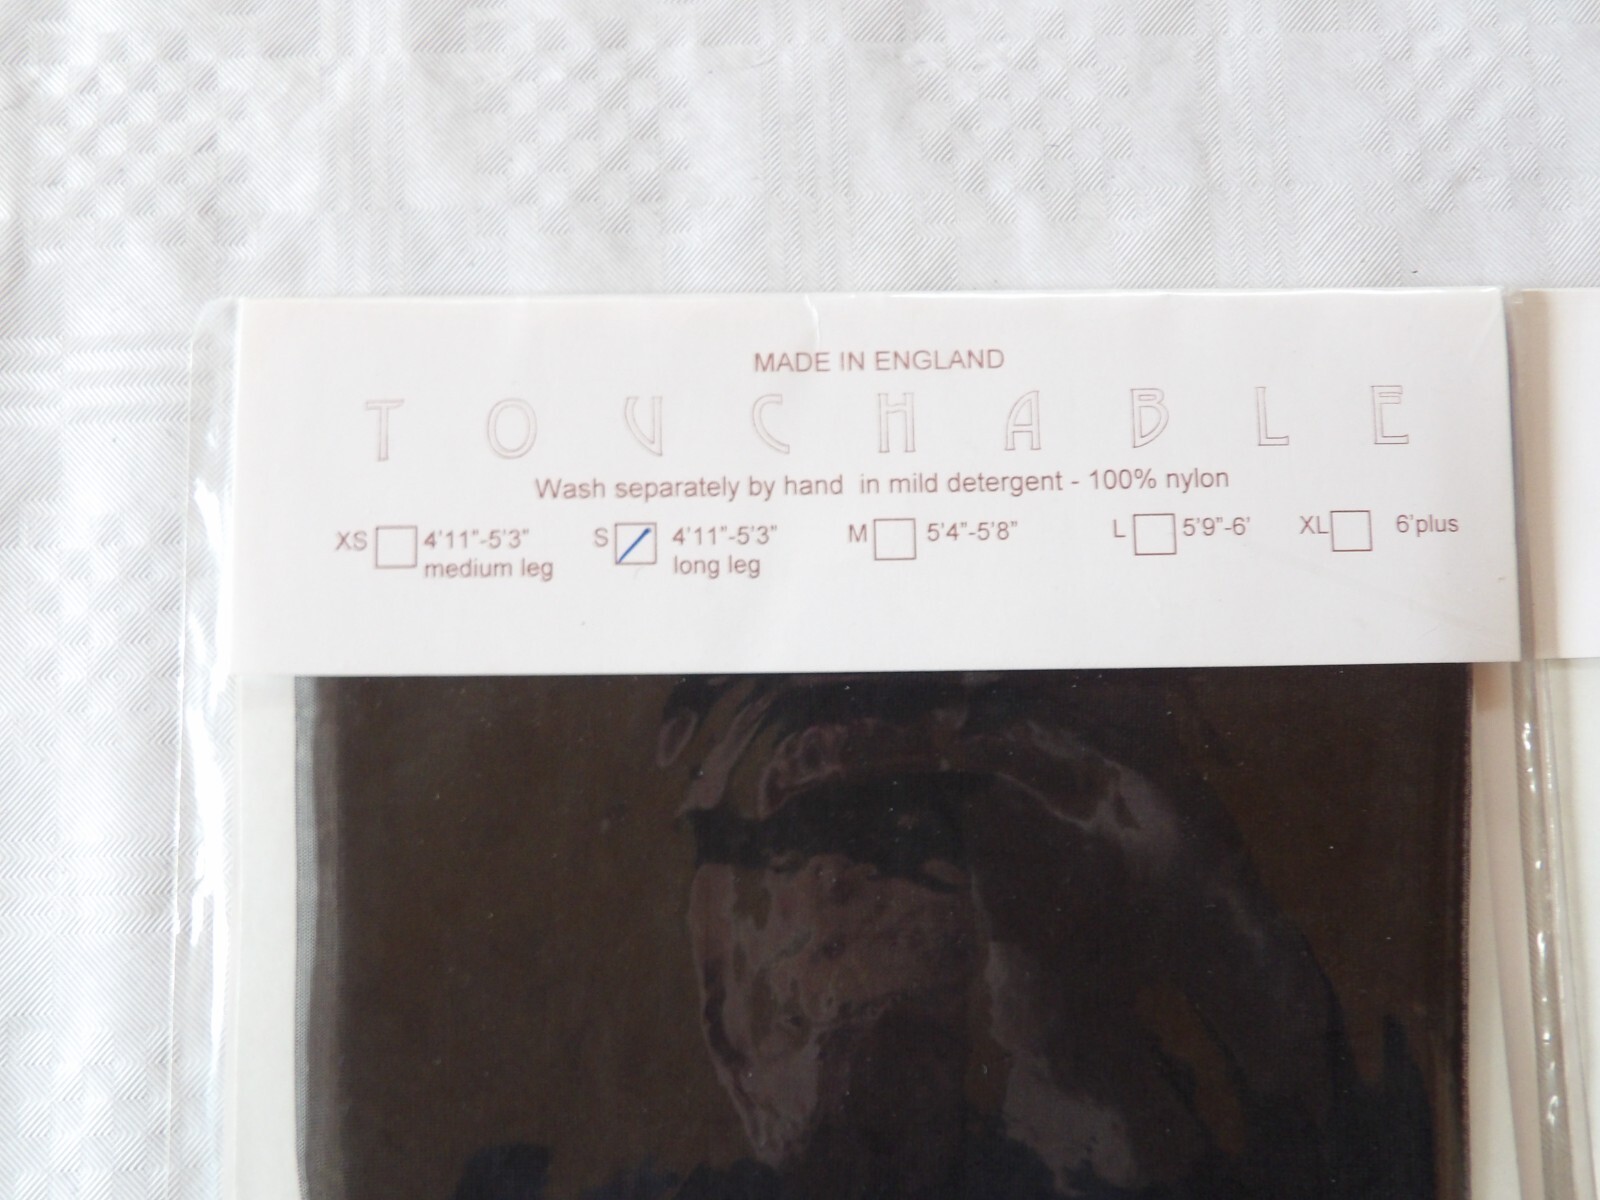 MADE IN ENGLAND
TOUCHABLE
Wash separately by hand in mild detergent - 100% nylon
XS 4'11"-5'3" S 4'11"-5'3" M 5'4"-5'8" L 5'9"-6' XL 6'plus
medium leg long leg